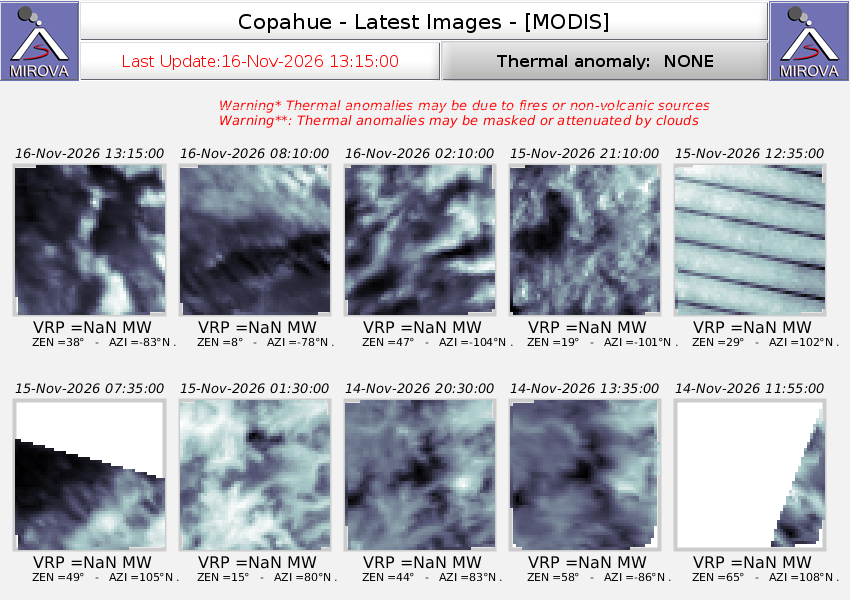 Copahue - Latest Images - [MODIS]
MIROVA
Last Update:16-Nov-2026 13:15:00
Thermal anomaly: NONE
MIROVA
Warning* Thermal anomalies may be due to fires or non-volcanic sources
Warning**: Thermal anomalies may be masked or attenuated by clouds
16-Nov-2026 13:15:00 16-Nov-2026 08:10:00 16-Nov-2026 02:10:00 15-Nov-2026 21:10:00 15-Nov-2026 12:35:00
VRP =NaN MW VRP =NaN MW VRP =NaN MW VRP =NaN MW VRP =NaN MW
ZEN =38° - AZI =-83°N . ZEN =8° - AZI =-78°N . ZEN =47° - AZI =-104°N . ZEN =19° - AZI =-101°N . ZEN =29° - AZI =102°N .
15-Nov-2026 07:35:00 15-Nov-2026 01:30:00 14-Nov-2026 20:30:00 14-Nov-2026 13:35:00 14-Nov-2026 11:55:00
VRP =NaN MW VRP =NaN MW VRP =NaN MW VRP =NaN MW VRP =NaN MW
ZEN =49° - AZI =105°N . ZEN =15° - AZI =80°N . ZEN =44° - AZI =83°N . ZEN =58° - AZI =-86°N . ZEN =65° - AZI =108°N .